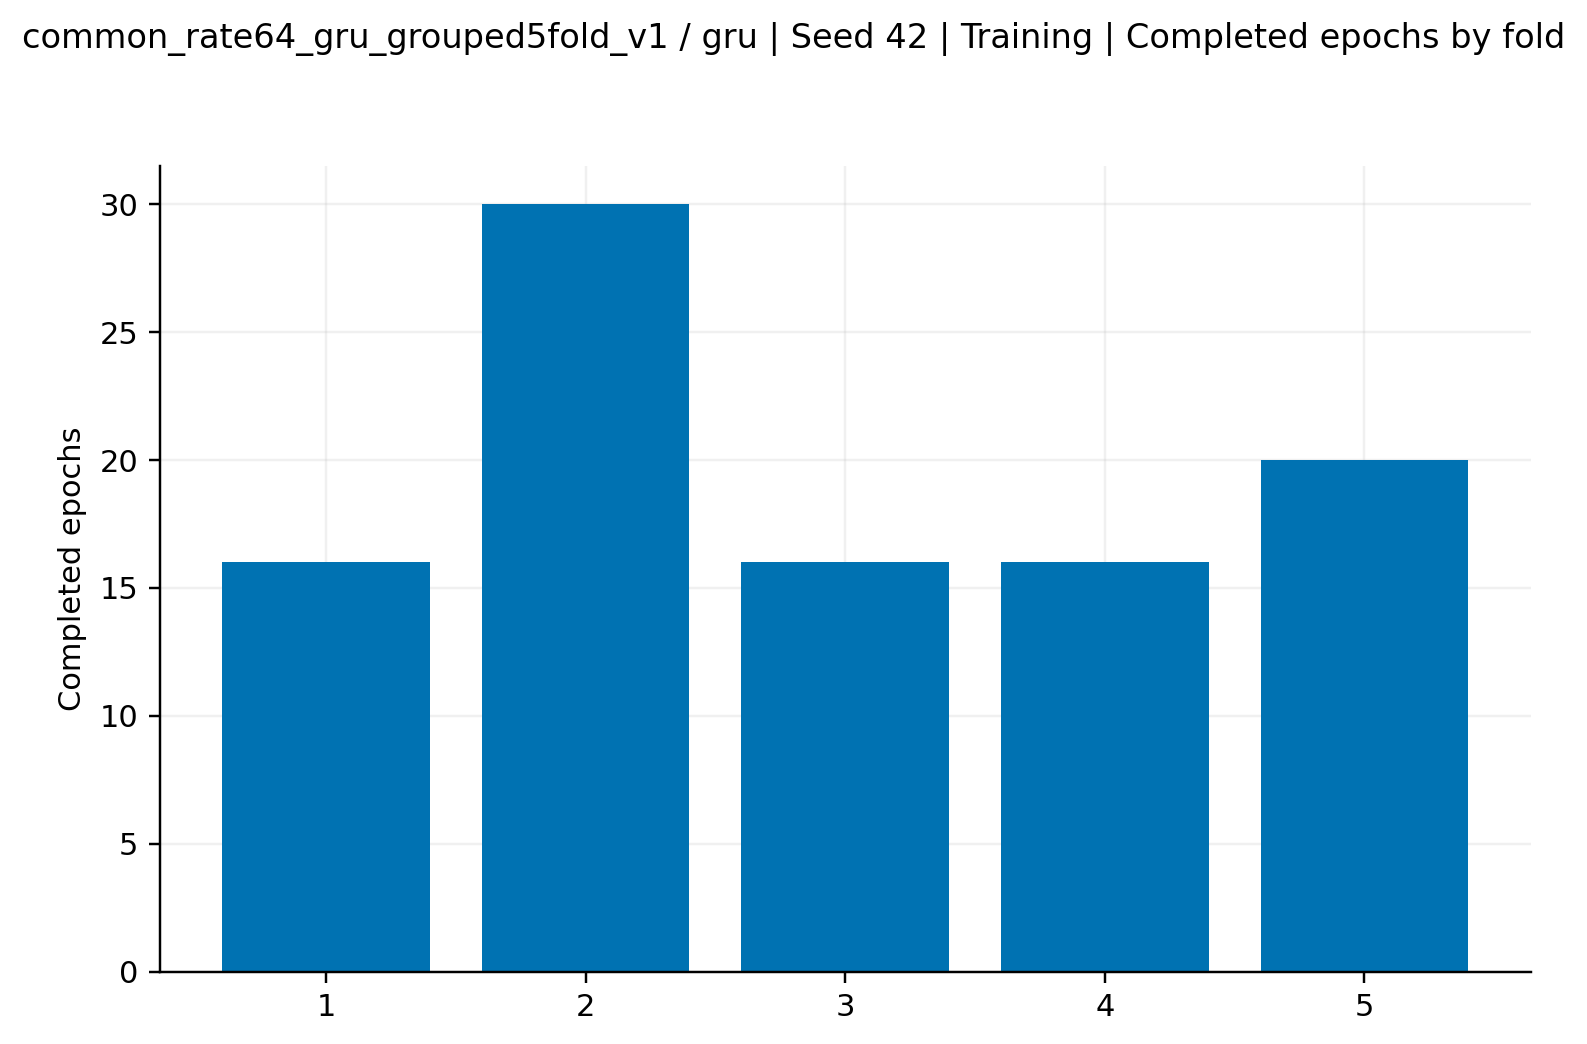 common_rate64_gru_grouped5fold_v1 / gru | Seed 42 | Training | Completed epochs by fold
30
25
20
15
10
5
0
Completed epochs
1 2 3 4 5